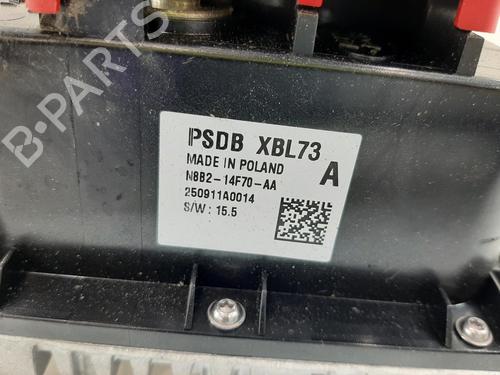 B-PARTS
PSDB XBL73
MADE IN POLAND
N8B2-14F70-AA
A
250911A0014
S/W : 15.5